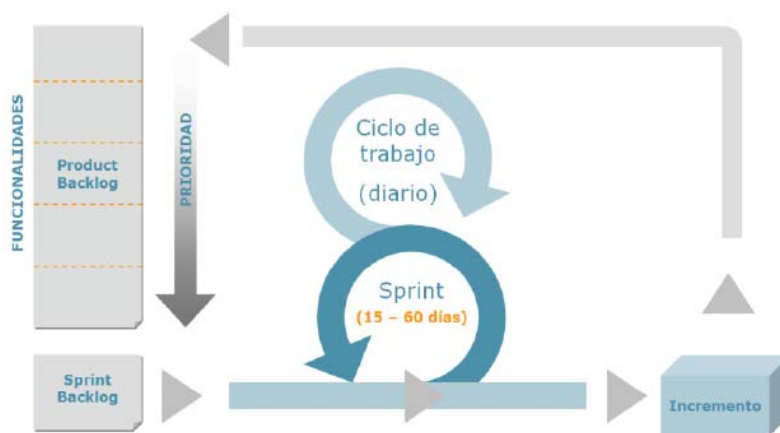 FUNCIONALIDADES
Product
Backlog
PRIORIDAD
Ciclo de
trabajo
(diario)
Sprint
(15 – 60 días)
Sprint
Backlog
Incremento